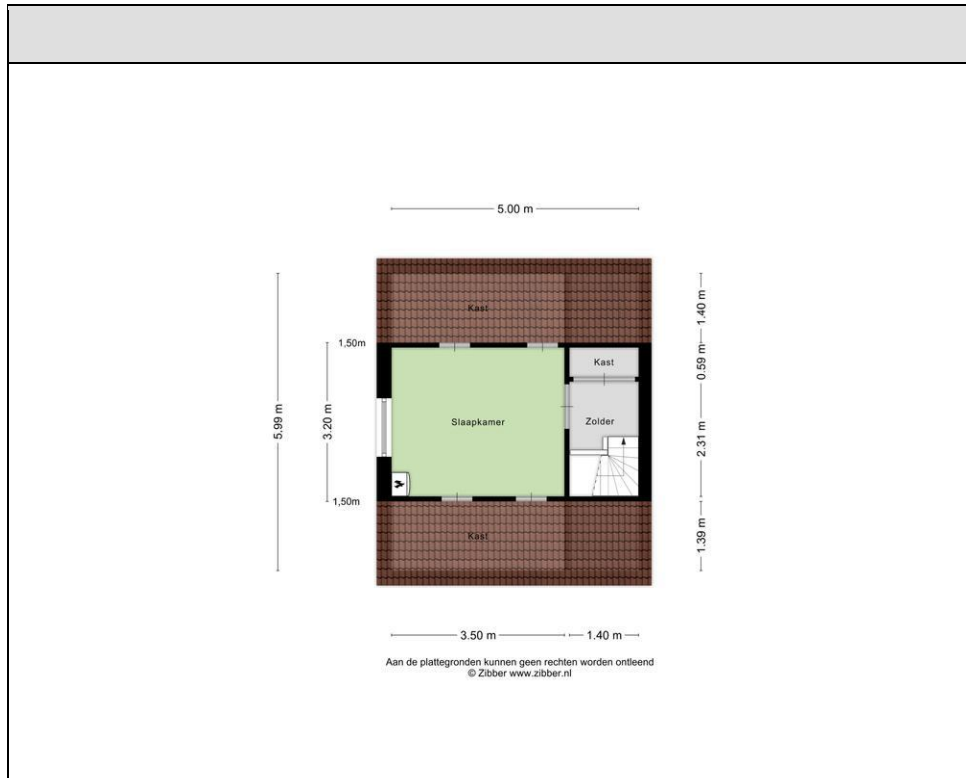 5.00 m
Kast
1.40 m
1,50m
0.59 m
Kast
5.99 m
3.20 m
Slaapkamer
Zolder
2.31 m
1,50m
Kast
1.39 m
3.50 m
1.40 m
Aan de plattegronden kunnen geen rechten worden ontleend
© Zibber www.zibber.nl